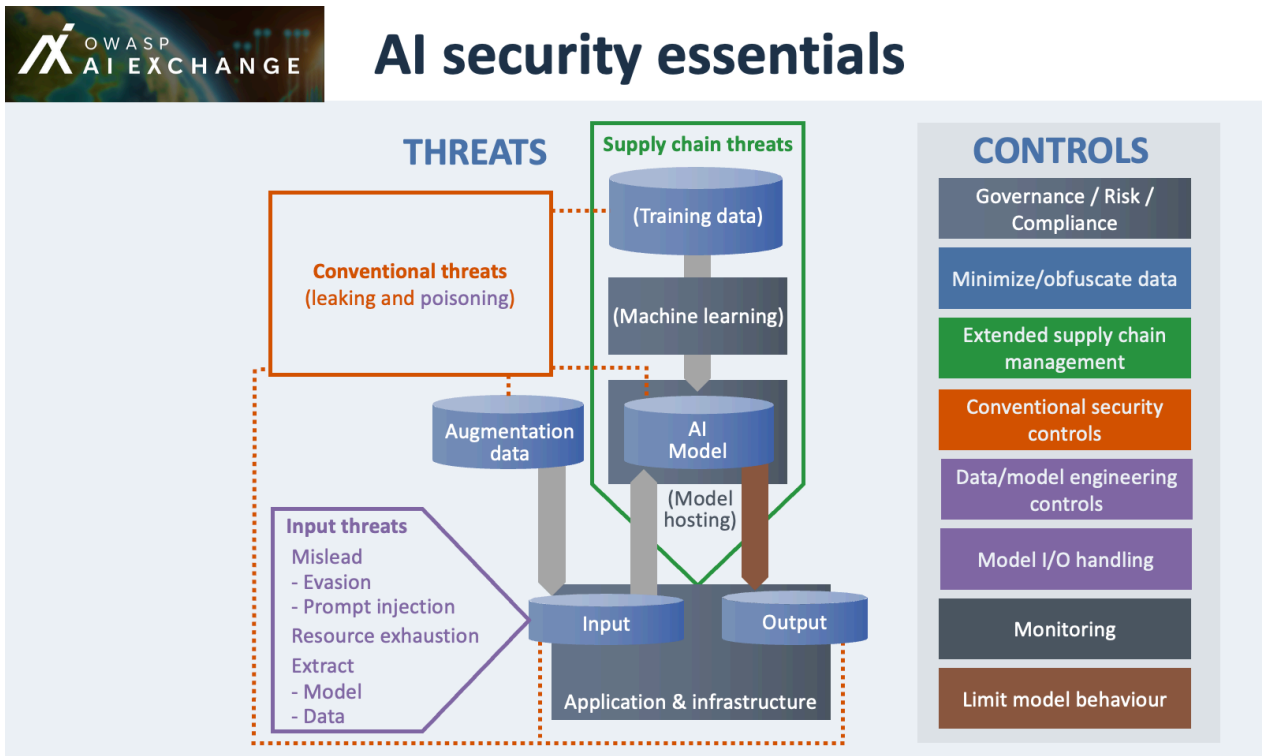 OWASP
AI EXCHANGE
AI security essentials
THREATS
Supply chain threats
(Training data)
Conventional threats
(leaking and poisoning)
(Machine learning)
Augmentation
data
AI
Model
(Model
hosting)
Input threats
Mislead
- Evasion
- Prompt injection
Resource exhaustion
Extract
- Model
- Data
Input
Output
Application & infrastructure
CONTROLS
Governance / Risk /
Compliance
Minimize/obfuscate data
Extended supply chain
management
Conventional security
controls
Data/model engineering
controls
Model I/O handling
Monitoring
Limit model behaviour